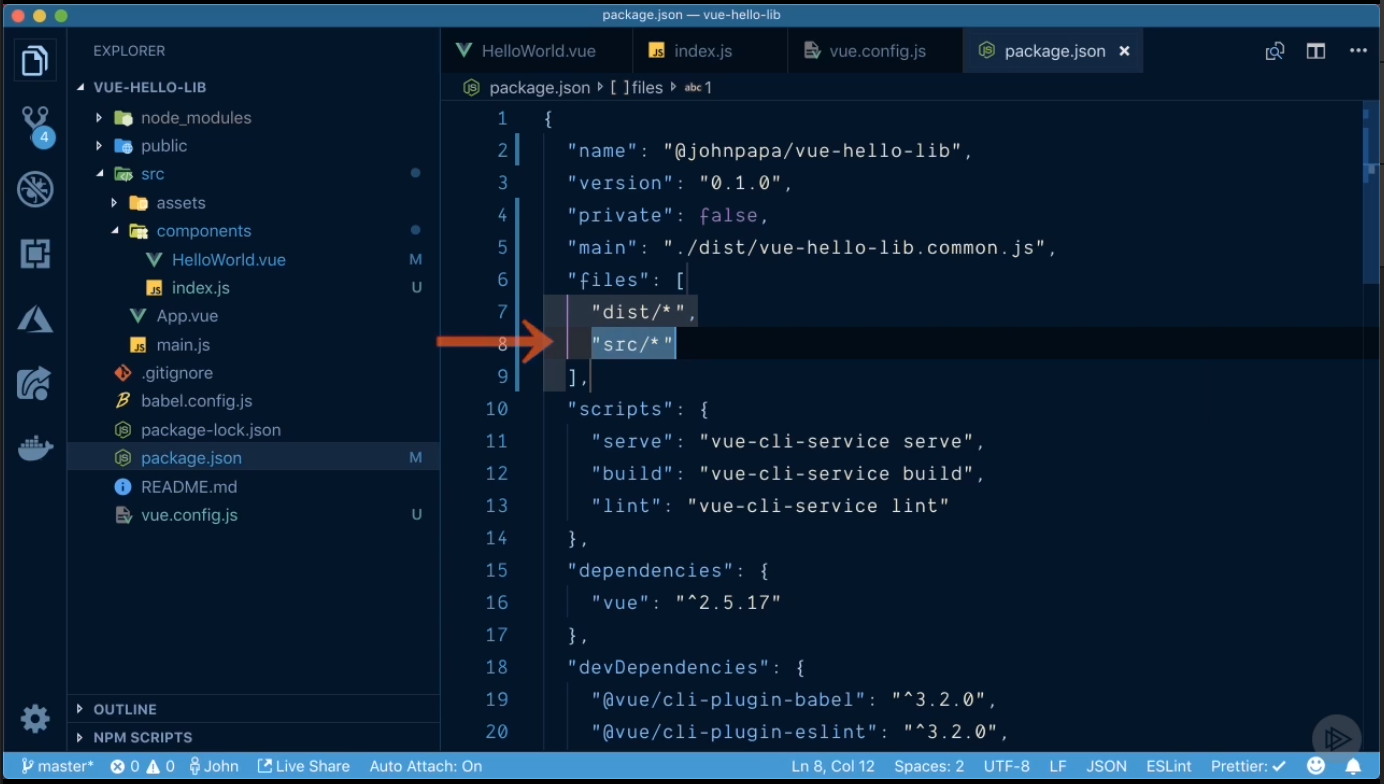 package.json — vue-hello-lib
EXPLORER
VUE-HELLO-LIB
node_modules
public
src
assets
components
HelloWorld.vue M
JS index.js U
App.vue
JS main.js
.gitignore
babel.config.js
package-lock.json
package.json M
README.md
vue.config.js U
OUTLINE
NPM SCRIPTS
4
HelloWorld.vue JS index.js vue.config.js package.json ×
package.json [ ] files abc 1
1 {
2 "name": "@johnpapa/vue-hello-lib",
3 "version": "0.1.0",
4 "private": false,
5 "main": "./dist/vue-hello-lib.common.js",
6 "files": [
7 "dist/*",
8 "src/*"
9 ],
10 "scripts": {
11 "serve": "vue-cli-service serve",
12 "build": "vue-cli-service build",
13 "lint": "vue-cli-service lint"
14 },
15 "dependencies": {
16 "vue": "^2.5.17"
17 },
18 "devDependencies": {
19 "@vue/cli-plugin-babel": "^3.2.0",
20 "@vue/cli-plugin-eslint": "^3.2.0",
master* 0 0 John Live Share Auto Attach: On Ln 8, Col 12 Spaces: 2 UTF-8 LF JSON ESLint Prettier: ✓